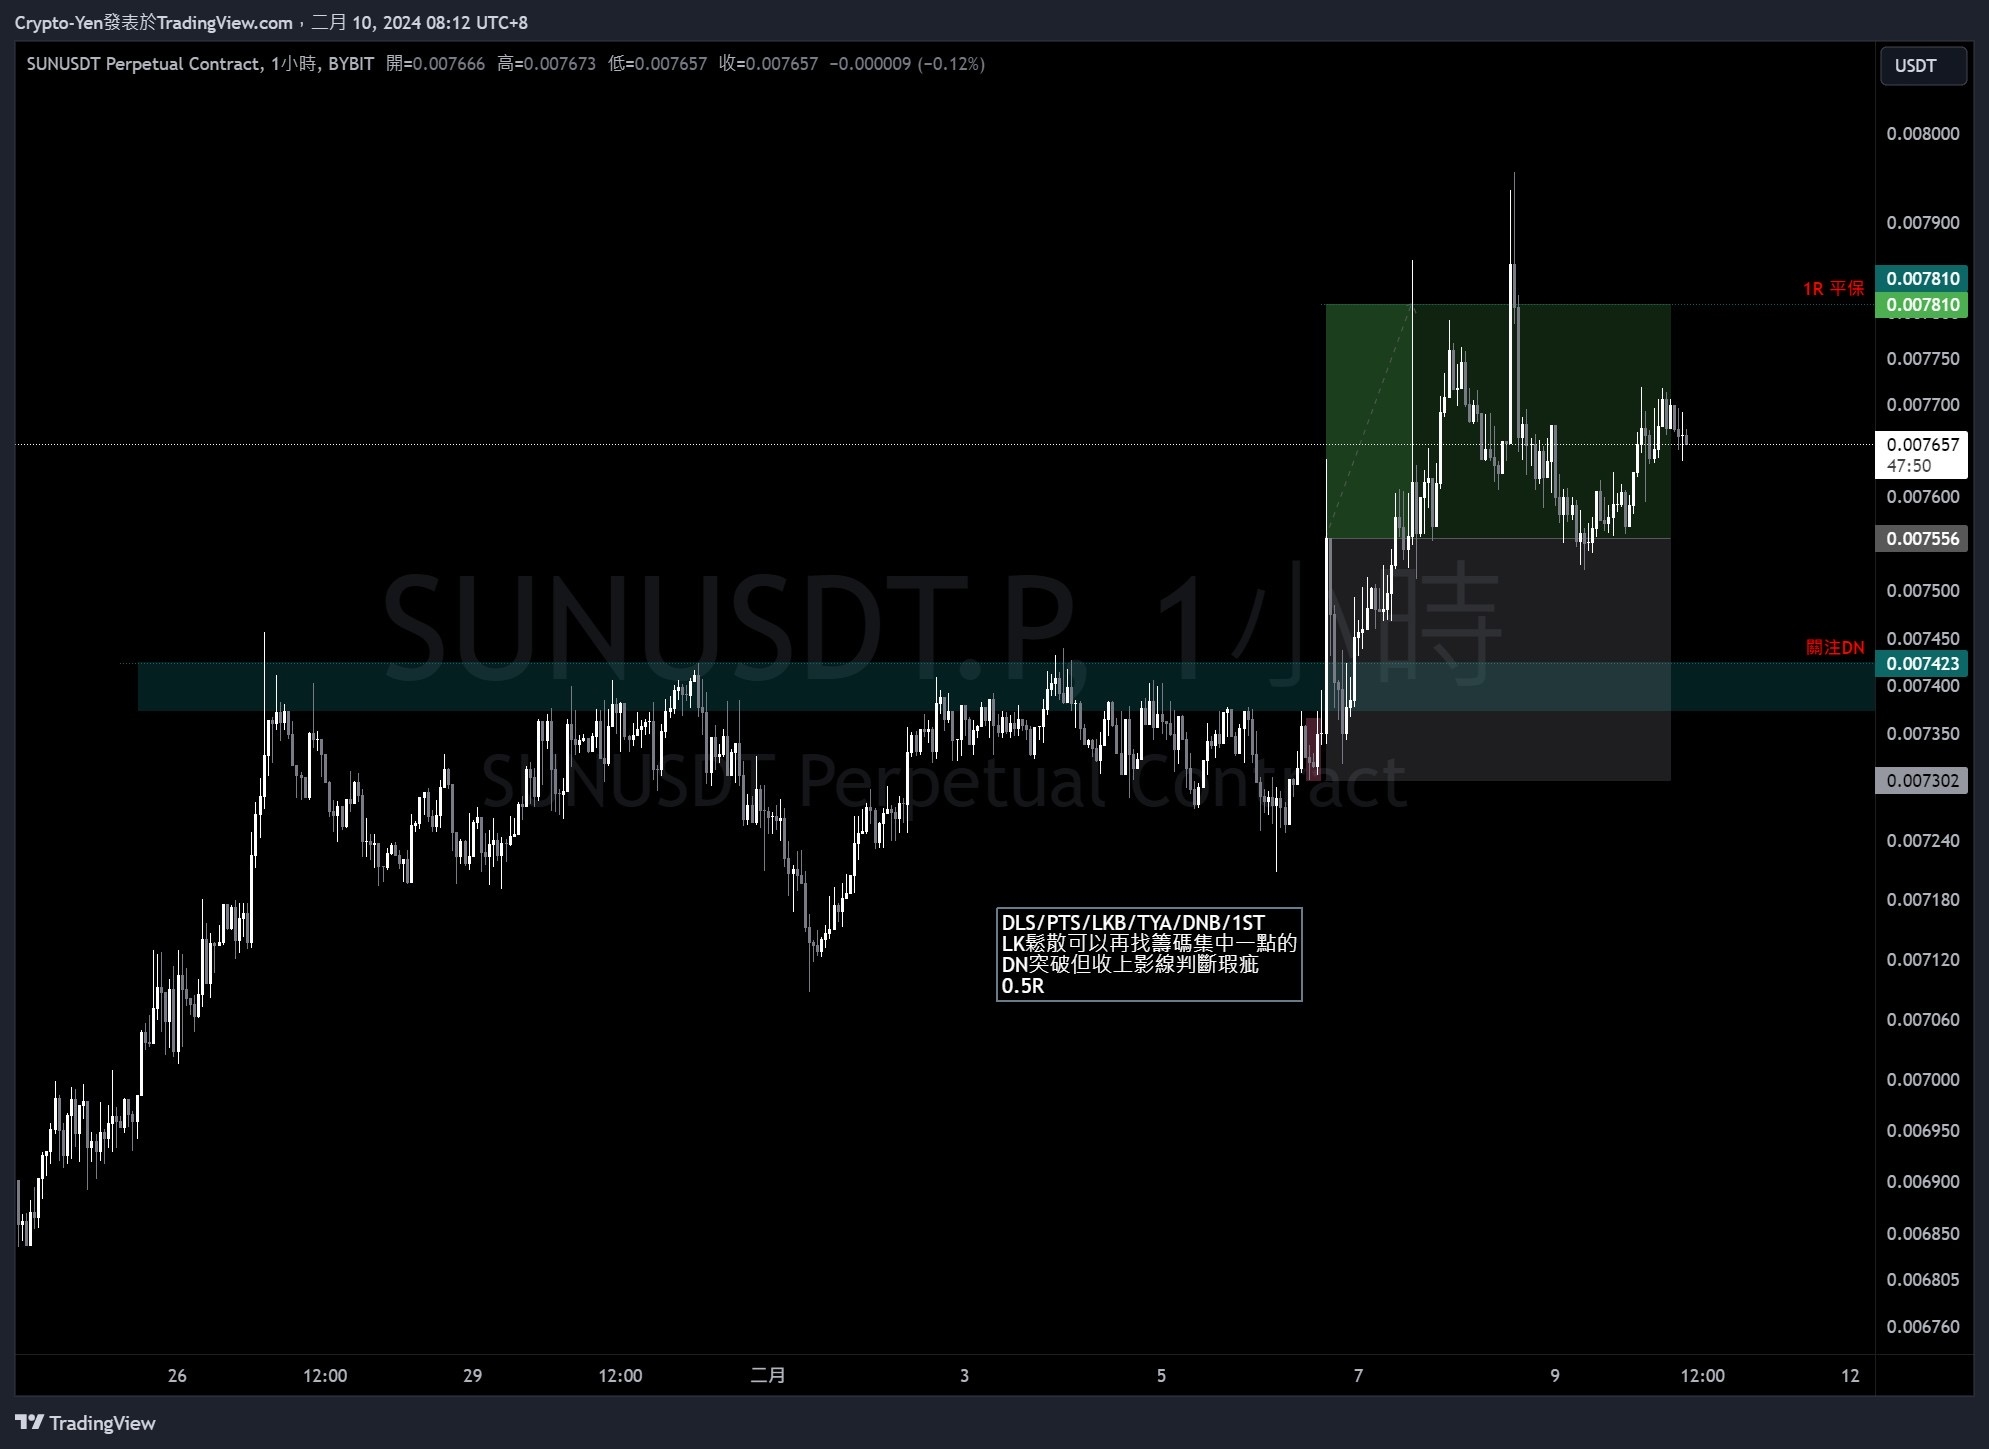 Crypto-Yen發表於TradingView.com，二月 10, 2024 08:12 UTC+8
SUNUSDT Perpetual Contract, 1小時, BYBIT 開=0.007666 高=0.007673 低=0.007657 收=0.007657 −0.000009 (−0.12%)
USDT
0.008000
0.007900
0.007810
1R 平保
0.007810
0.007750
0.007700
0.007657
47:50
0.007600
0.007556
0.007500
0.007450
關注DN
0.007423
0.007400
0.007350
0.007302
0.007240
0.007180
0.007120
0.007060
0.007000
0.006950
0.006900
0.006850
0.006805
0.006760
SUNUSDT.P, 1小時
SUNUSDT Perpetual Contract
DLS/PTS/LKB/TYA/DNB/1ST
LK鬆散可以再找籌碼集中一點的
DN突破但收上影線判斷瑕疵
0.5R
26 12:00 29 12:00 二月 3 5 7 9 12:00 12
TradingView